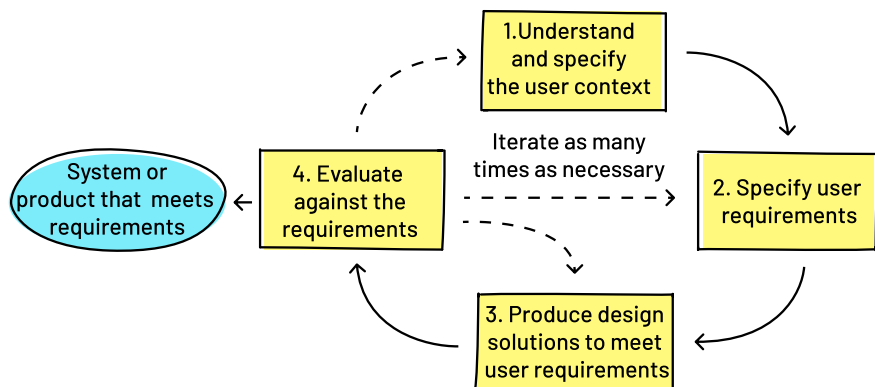 1.Understand
and specify
the user context
Iterate as many
times as necessary
System or
product that meets
requirements
4. Evaluate
against the
requirements
2. Specify user
requirements
3. Produce design
solutions to meet
user requirements